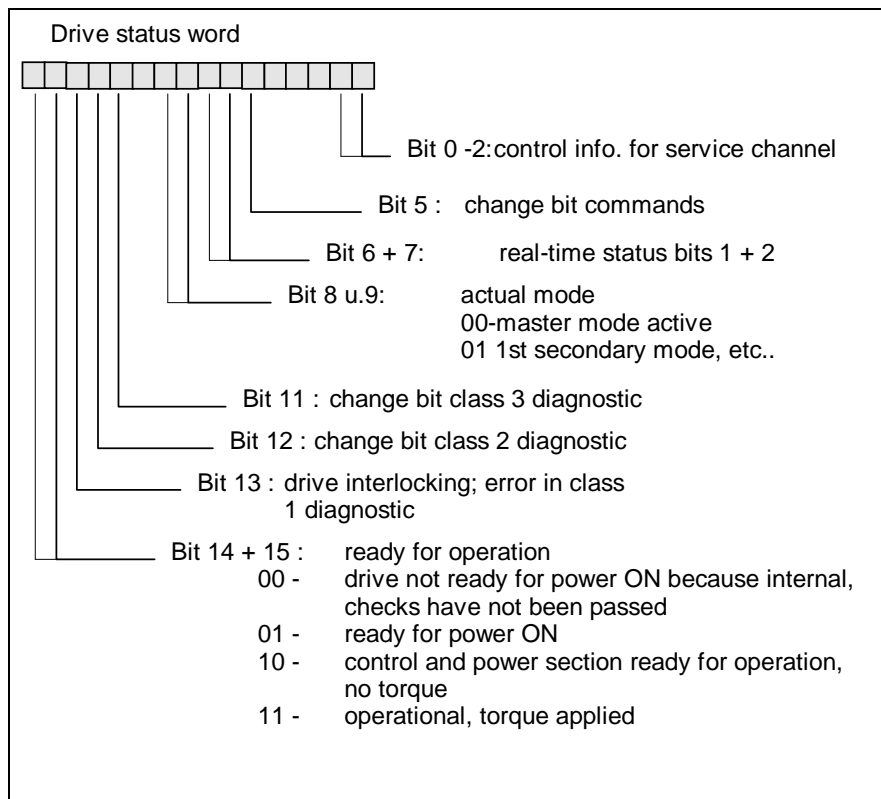 Drive status word
Bit 0 -2:control info. for service channel
Bit 5 : change bit commands
Bit 6 + 7: real-time status bits 1 + 2
Bit 8 u.9: actual mode
00-master mode active
01 1st secondary mode, etc..
Bit 11 : change bit class 3 diagnostic
Bit 12 : change bit class 2 diagnostic
Bit 13 : drive interlocking; error in class
1 diagnostic
Bit 14 + 15 : ready for operation
00 - drive not ready for power ON because internal,
checks have not been passed
01 - ready for power ON
10 - control and power section ready for operation,
no torque
11 - operational, torque applied